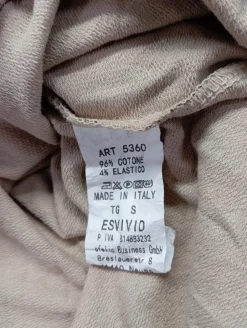 ART 5360
96% COTONE
4% ELASTICO
MADE IN ITALY
TG S
ESVIVID
P IVA
Business GmbH
Breslauerstr 8